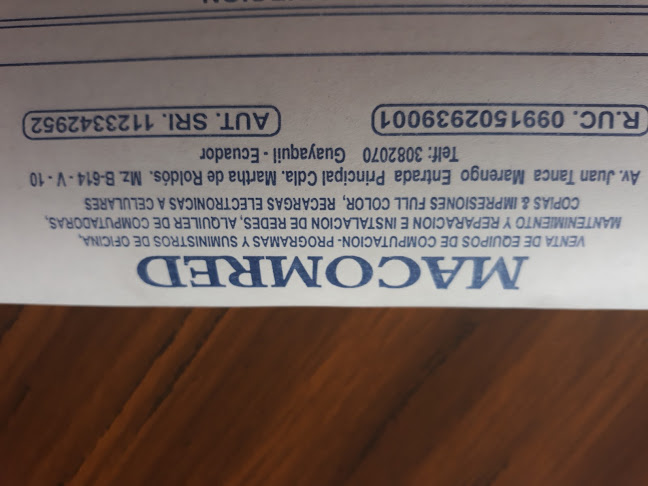 MACOMRED
VENTA DE EQUIPOS DE COMPUTACION- PROGRAMAS Y SUMINISTROS DE OFICINA,
MANTENIMIENTO Y REPARACION E INSTALACION DE REDES, ALQUILER DE COMPUTADORAS,
COPIAS & IMPRESIONES FULL COLOR, RECARGAS ELECTRONICAS A CELULARES
Av. Juan Tanca Marengo Entrada Principal Cdla. Martha de Roldós. Mz. B-614 - V - 10
Telf: 3082070 Guayaquil - Ecuador
R.UC. 0991502939001 AUT. SRI. 1123342952